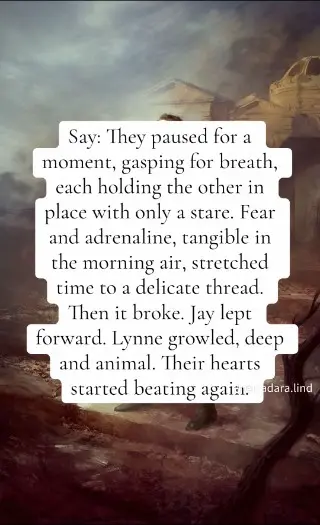 Say: They paused for a
moment, gasping for breath,
each holding the other in
place with only a stare. Fear
and adrenaline, tangible in
the morning air, stretched
time to a delicate thread.
Then it broke. Jay lept
forward. Lynne growled, deep
and animal. Their hearts
started beating again.